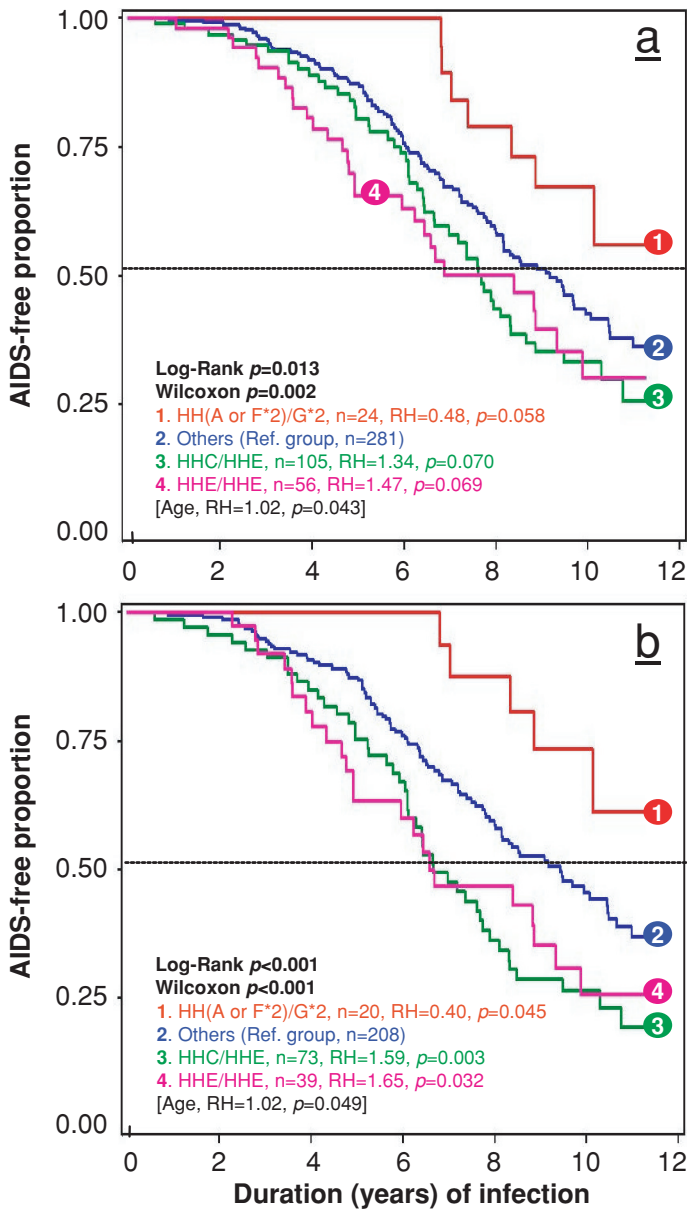 a
AIDS-free proportion
1.00
0.75
0.50
0.25
0.00
1
2
3
4
Log-Rank p=0.013
Wilcoxon p=0.002
1. HH(A or F*2)/G*2, n=24, RH=0.48, p=0.058
2. Others (Ref. group, n=281)
3. HHC/HHE, n=105, RH=1.34, p=0.070
4. HHE/HHE, n=56, RH=1.47, p=0.069
[Age, RH=1.02, p=0.043]
0 2 4 6 8 10 12
b
AIDS-free proportion
1.00
0.75
0.50
0.25
0.00
1
2
4
3
Log-Rank p<0.001
Wilcoxon p<0.001
1. HH(A or F*2)/G*2, n=20, RH=0.40, p=0.045
2. Others (Ref. group, n=208)
3. HHC/HHE, n=73, RH=1.59, p=0.003
4. HHE/HHE, n=39, RH=1.65, p=0.032
[Age, RH=1.02, p=0.049]
0 2 4 6 8 10 12
Duration (years) of infection